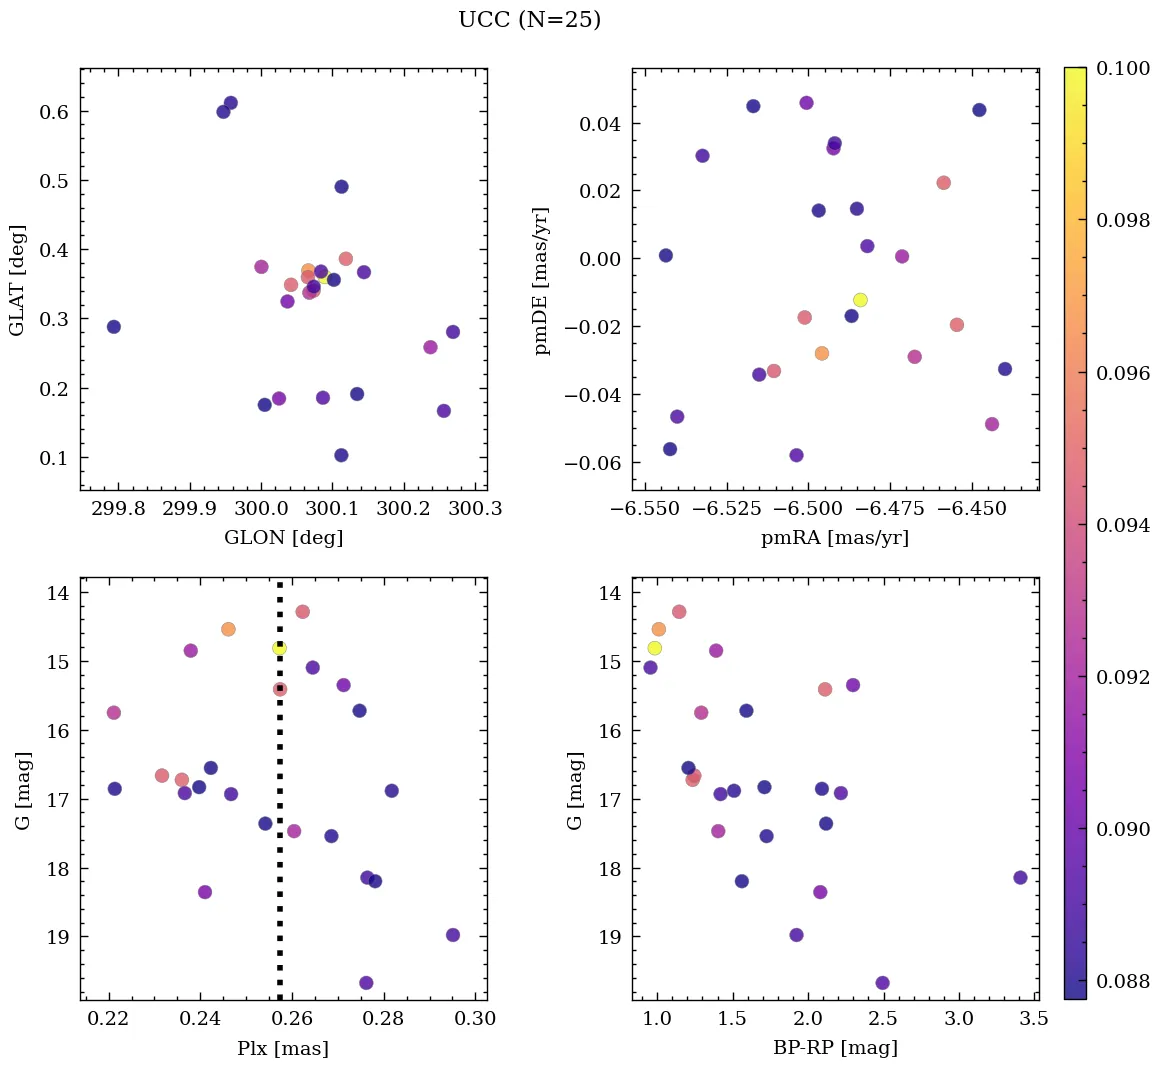 UCC (N=25)
0.6
0.5
0.4
0.3
0.2
0.1
GLAT [deg]
299.8 299.9 300.0 300.1 300.2 300.3
GLON [deg]
0.04
0.02
0.00
−0.02
−0.04
−0.06
pmDE [mas/yr]
−6.550 −6.525 −6.500 −6.475 −6.450
pmRA [mas/yr]
0.100
0.098
0.096
0.094
0.092
0.090
0.088
14
15
16
17
18
19
G [mag]
0.22 0.24 0.26 0.28 0.30
Plx [mas]
14
15
16
17
18
19
G [mag]
1.0 1.5 2.0 2.5 3.0 3.5
BP-RP [mag]